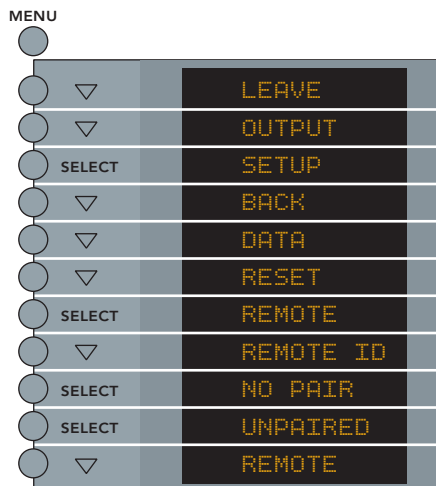 MENU
▽ LEAVE
▽ OUTPUT
SELECT SETUP
▽ BACK
▽ DATA
▽ RESET
SELECT REMOTE
▽ REMOTE ID
SELECT NO PAIR
SELECT UNPAIRED
▽ REMOTE